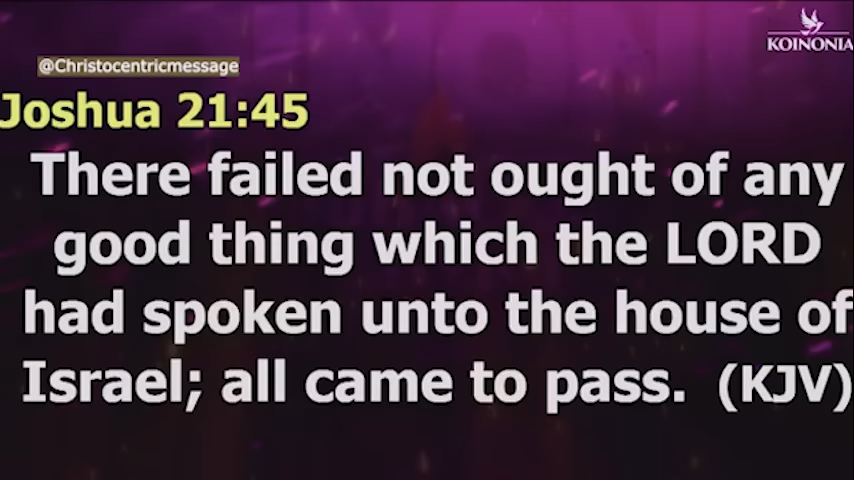 KOINONIA
@Christocentricmessage
Joshua 21:45
There failed not ought of any
good thing which the LORD
had spoken unto the house of
Israel; all came to pass. (KJV)